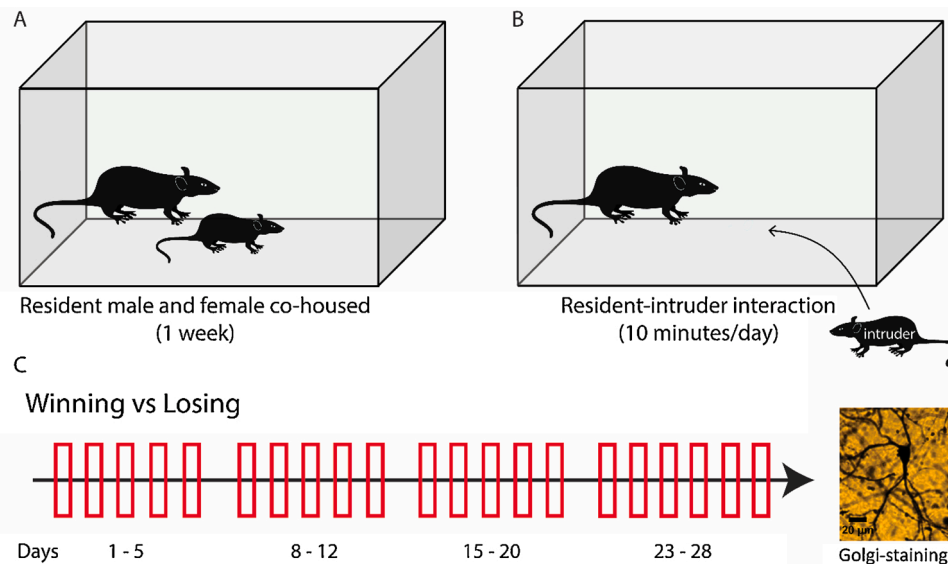 A
B
Resident male and female co-housed
(1 week)
Resident-intruder interaction
(10 minutes/day)
intruder
C
Winning vs Losing
20 µm
Days 1 - 5 8 - 12 15 - 20 23 - 28
Golgi-staining